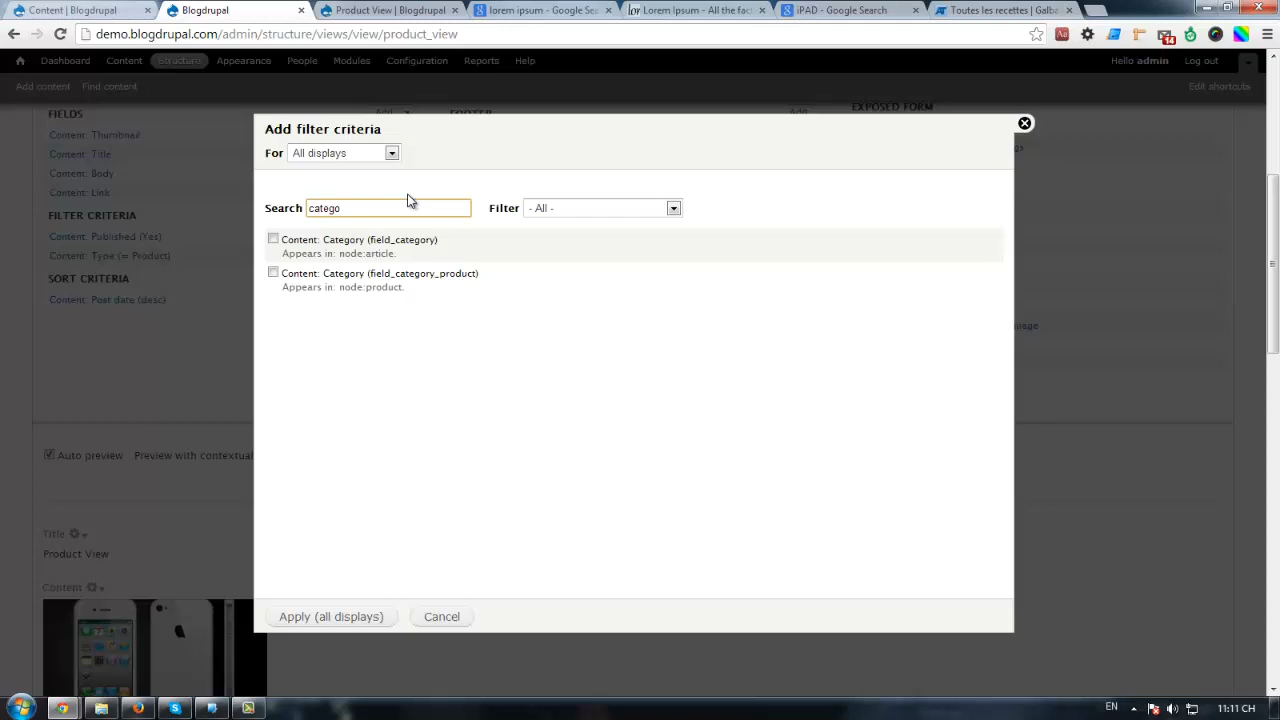 Content | Blogdrupal
Blogdrupal
Product View | Blogdrupal
lorem ipsum - Google Sea
Lorem Ipsum - All the fact
iPAD - Google Search
Toutes les recettes | Galba
demo.blogdrupal.com/admin/structure/views/view/product_view
14
Dashboard Content Structure Appearance People Modules Configuration Reports Help
Hello admin Log out
Add content Find content
Edit shortcuts
FIELDS
Content: Thumbnail
Content: Title
Content: Body
Content: Link
FILTER CRITERIA
Content: Published (Yes)
Content: Type (= Product)
SORT CRITERIA
Content: Post date (desc)
FOOTER
Add
EXPOSED FORM
Add filter criteria
For All displays
Search catego
Filter - All -
Content: Category (field_category)
Appears in: node:article.
Content: Category (field_category_product)
Appears in: node:product.
Apply (all displays) Cancel
Auto preview Preview with contextual
Title
Product View
Content
EN
11:11 CH